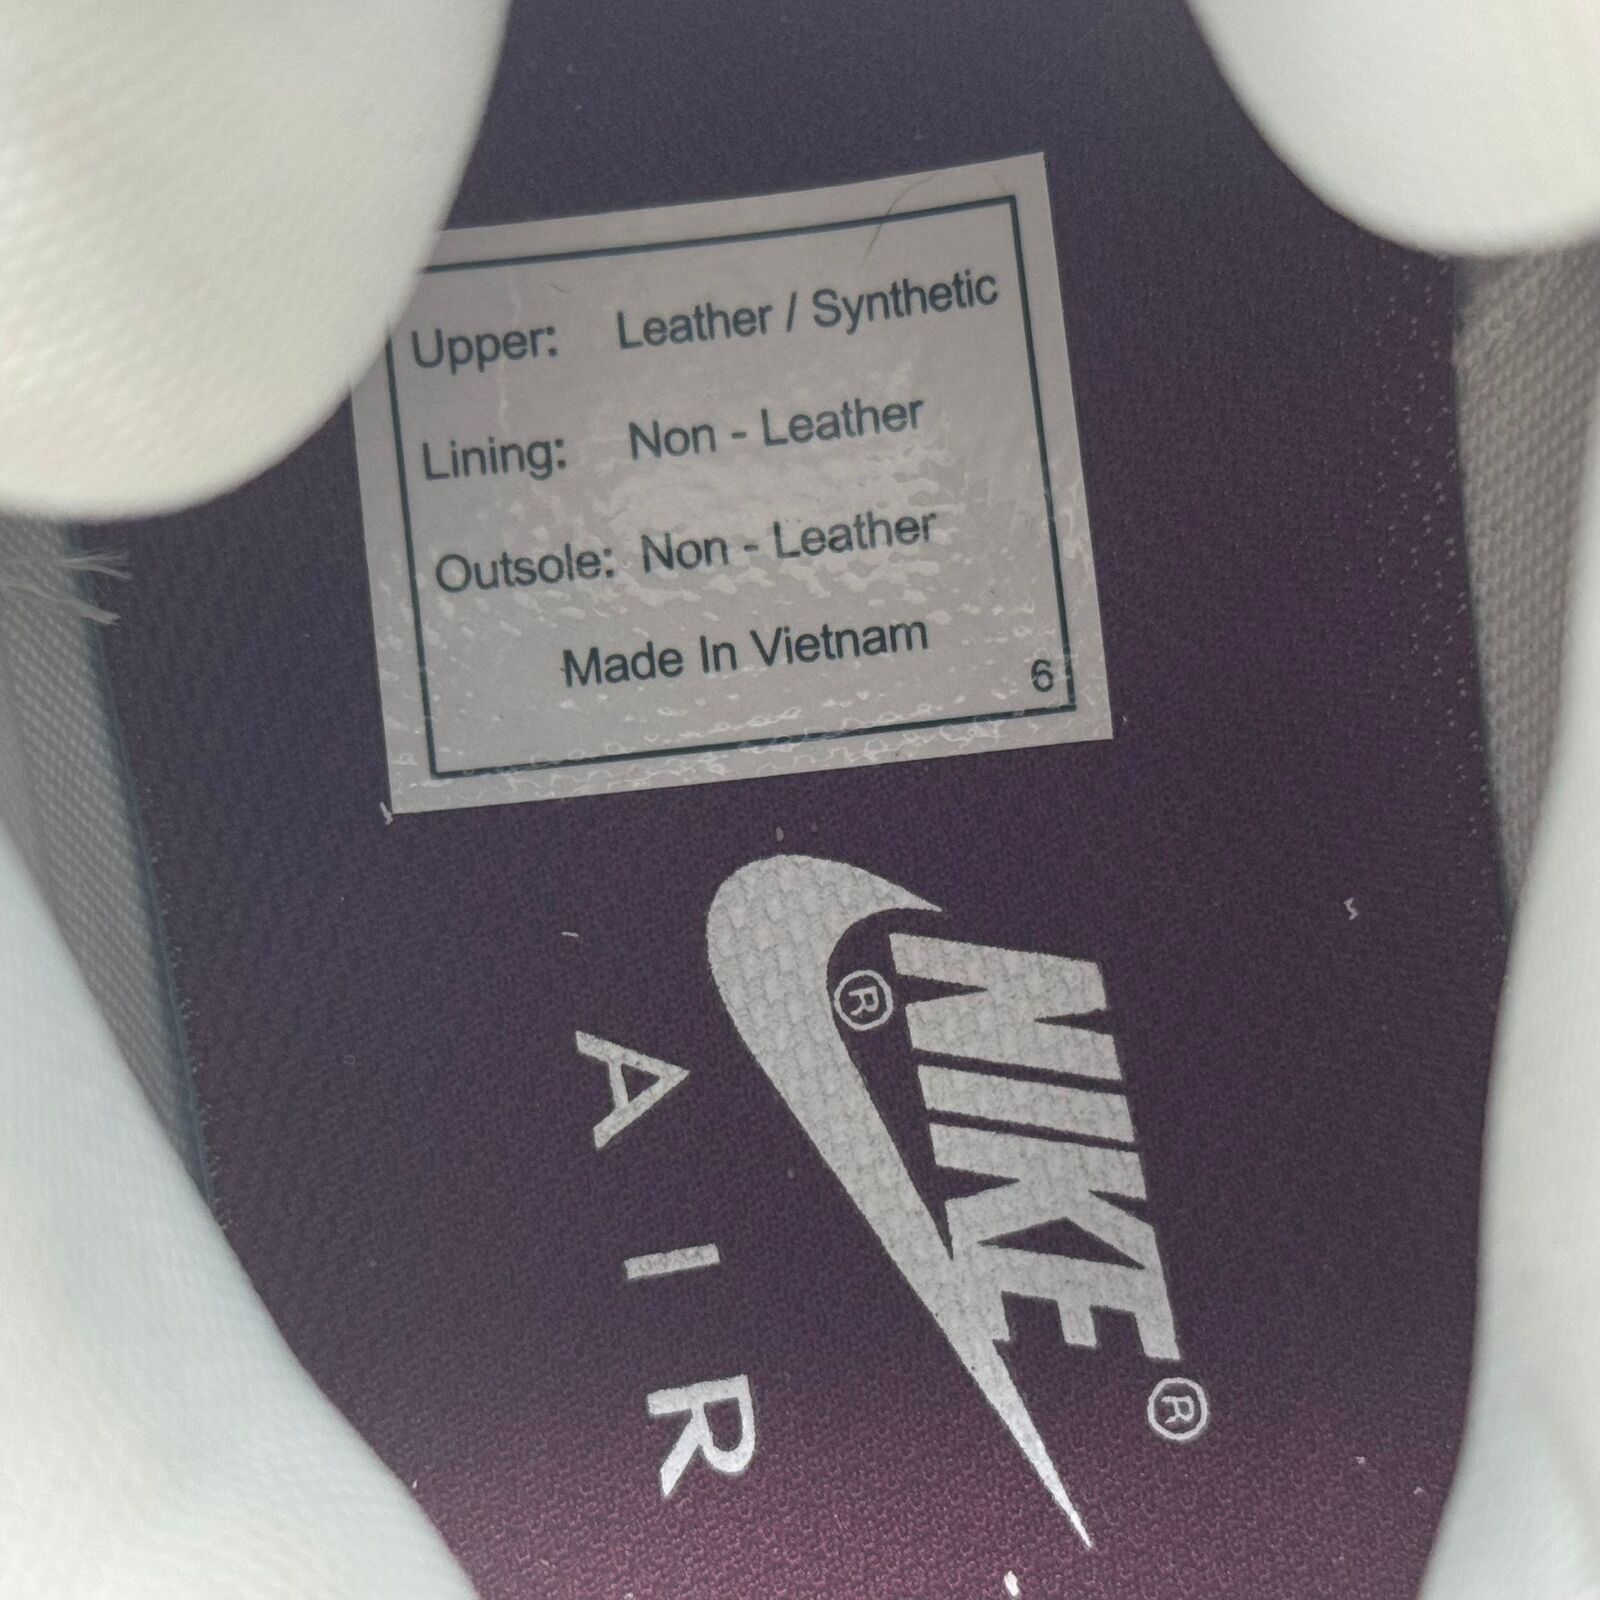 Upper: Leather / Synthetic
Lining: Non - Leather
Outsole: Non - Leather
Made In Vietnam
6
NIKE®
®
AIR